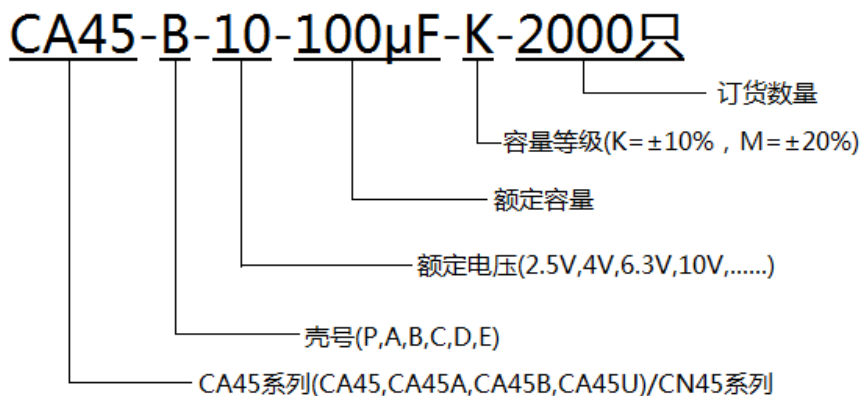 CA45-B-10-100μF-K-2000只
订货数量
容量等级(K=±10%，M=±20%)
额定容量
额定电压(2.5V,4V,6.3V,10V,......)
壳号(P,A,B,C,D,E)
CA45系列(CA45,CA45A,CA45B,CA45U)/CN45系列